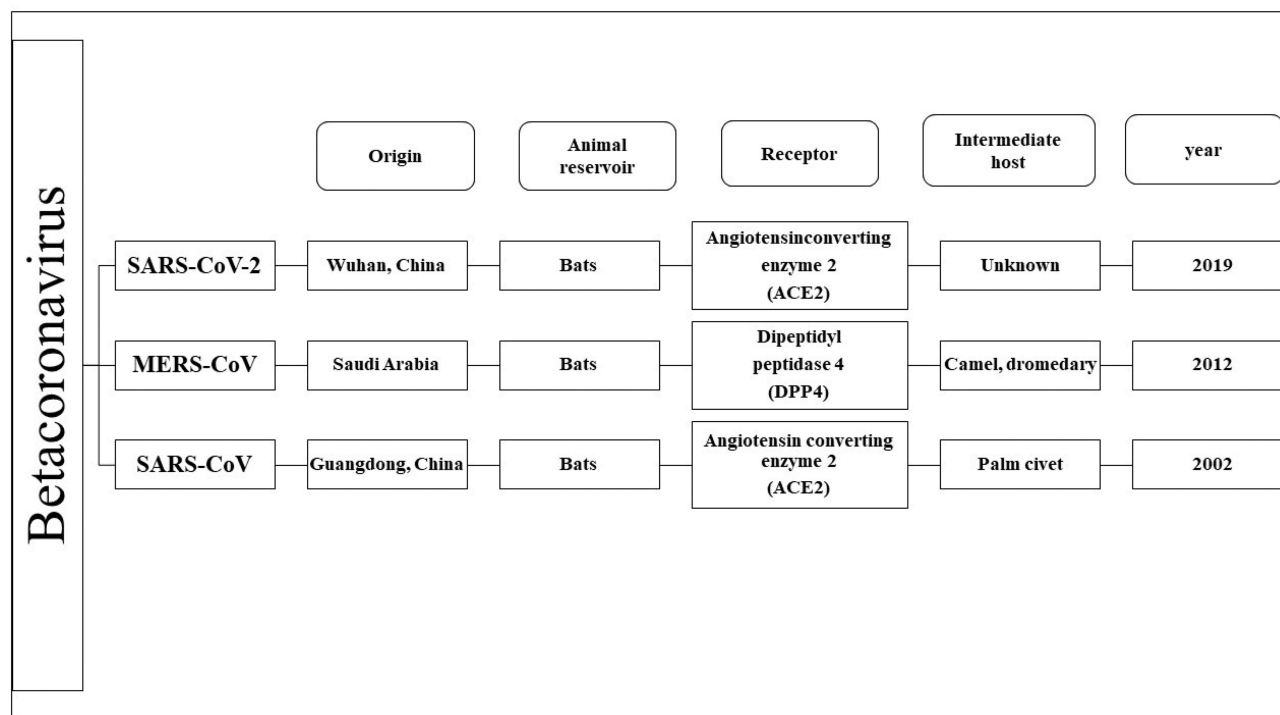 Betacoronavirus
Origin
Animal
reservoir
Receptor
Intermediate
host
year
SARS-CoV-2
Wuhan, China
Bats
Angiotensinconverting
enzyme 2
(ACE2)
Unknown
2019
MERS-CoV
Saudi Arabia
Bats
Dipeptidyl
peptidase 4
(DPP4)
Camel, dromedary
2012
SARS-CoV
Guangdong, China
Bats
Angiotensin converting
enzyme 2
(ACE2)
Palm civet
2002